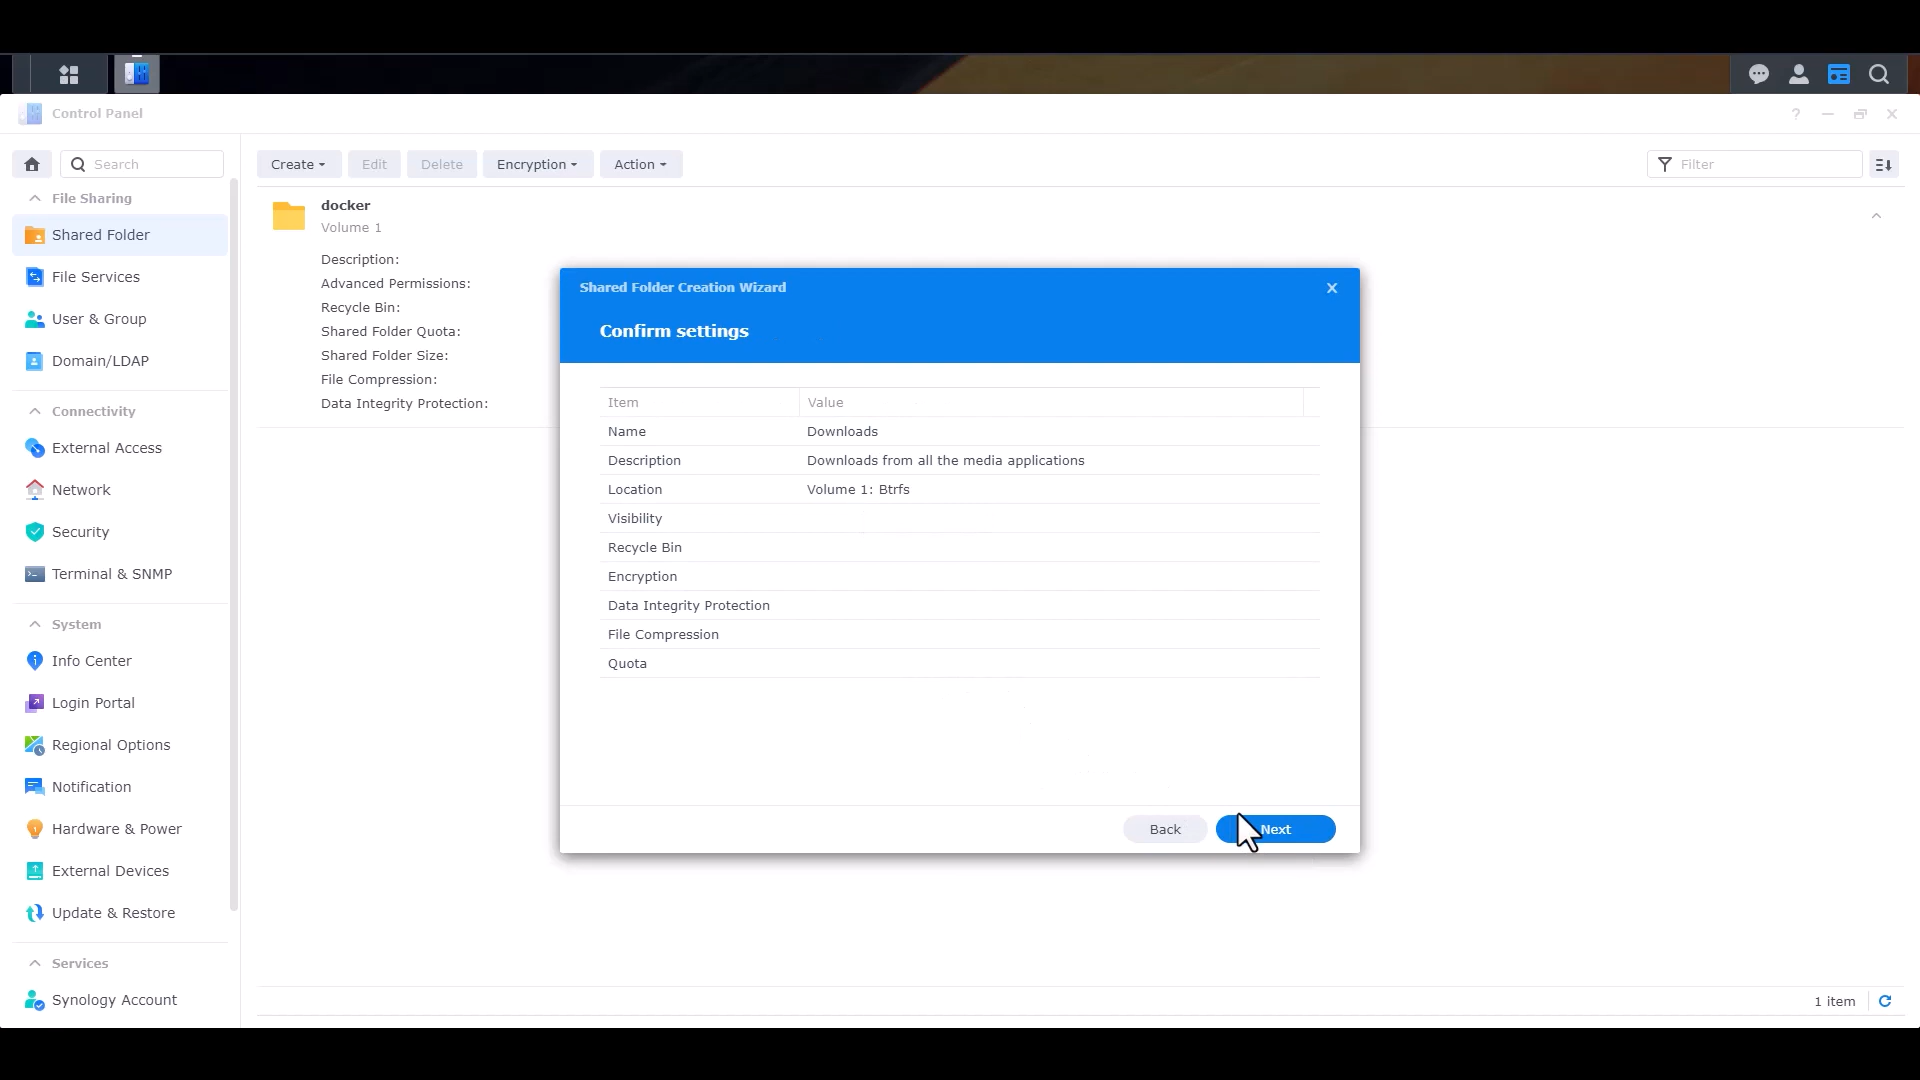 Control Panel
?
Search
Create
Edit
Delete
Encryption
Action
Filter
File Sharing
Shared Folder
File Services
User & Group
Domain/LDAP
Connectivity
External Access
Network
Security
Terminal & SNMP
System
Info Center
Login Portal
Regional Options
Notification
Hardware & Power
External Devices
Update & Restore
Services
Synology Account
docker
Volume 1
Description:
Advanced Permissions:
Recycle Bin:
Shared Folder Quota:
Shared Folder Size:
File Compression:
Data Integrity Protection:
Shared Folder Creation Wizard
Confirm settings
Item Value
Name Downloads
Description Downloads from all the media applications
Location Volume 1: Btrfs
Visibility
Recycle Bin
Encryption
Data Integrity Protection
File Compression
Quota
Back
Next
1 item